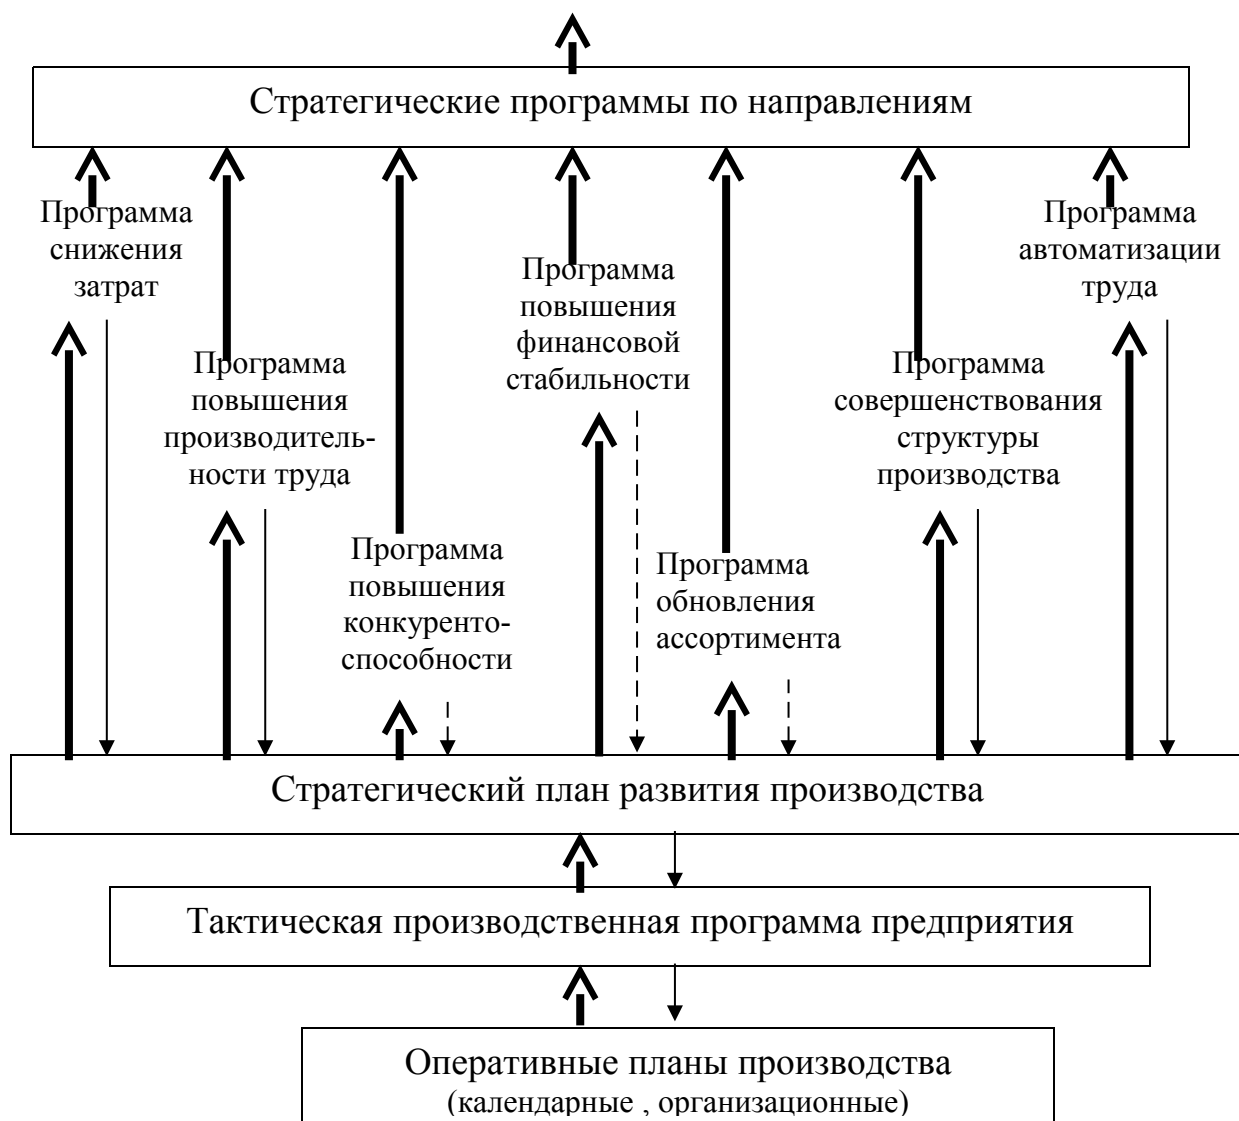 Стратегические программы по направлениям
Программа
снижения
затрат
Программа
повышения
производитель-
ности труда
Программа
повышения
конкуренто-
способности
Программа
повышения
финансовой
стабильности
Программа
обновления
ассортимента
Программа
совершенствования
структуры
производства
Программа
автоматизации
труда
Стратегический план развития производства
Тактическая производственная программа предприятия
Оперативные планы производства
(календарные , организационные)